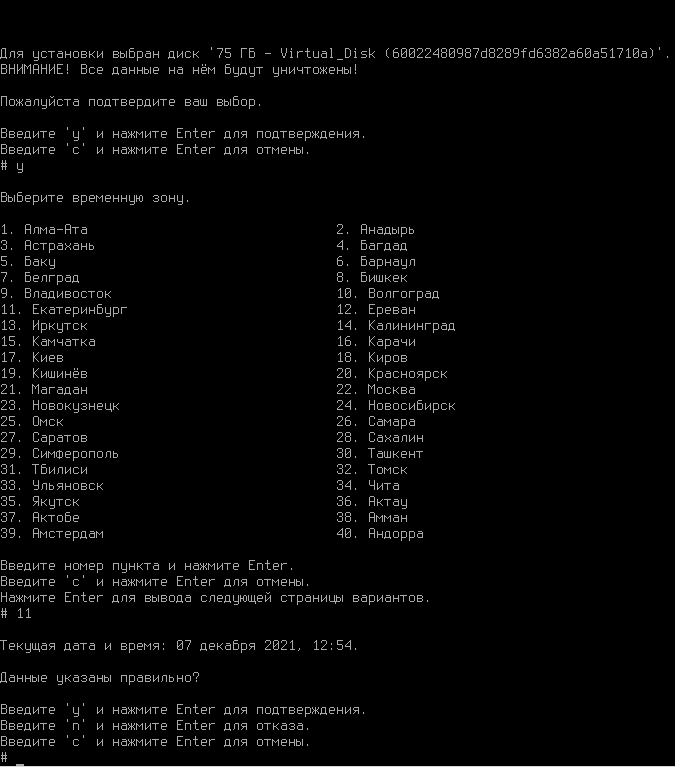 Для установки выбран диск '75 ГБ - Virtual_Disk (60022480987d8289fd6382a60a51710a)'.
ВНИМАНИЕ! Все данные на нём будут уничтожены!
Пожалуйста подтвердите ваш выбор.
Введите 'y' и нажмите Enter для подтверждения.
Введите 'c' и нажмите Enter для отмены.
# y
Выберите временную зону.
1. Алма-Ата 2. Анадырь
3. Астрахань 4. Багдад
5. Баку 6. Барнаул
7. Белград 8. Бишкек
9. Владивосток 10. Волгоград
11. Екатеринбург 12. Ереван
13. Иркутск 14. Калининград
15. Камчатка 16. Карачи
17. Киев 18. Киров
19. Кишинёв 20. Красноярск
21. Магадан 22. Москва
23. Новокузнецк 24. Новосибирск
25. Омск 26. Самара
27. Саратов 28. Сахалин
29. Симферополь 30. Ташкент
31. Тбилиси 32. Томск
33. Ульяновск 34. Чита
35. Якутск 36. Актау
37. Актобе 38. Амман
39. Амстердам 40. Андорра
Введите номер пункта и нажмите Enter.
Введите 'c' и нажмите Enter для отмены.
Нажмите Enter для вывода следующей страницы вариантов.
# 11
Текущая дата и время: 07 декабря 2021, 12:54.
Данные указаны правильно?
Введите 'y' и нажмите Enter для подтверждения.
Введите 'n' и нажмите Enter для отказа.
Введите 'c' и нажмите Enter для отмены.
# _